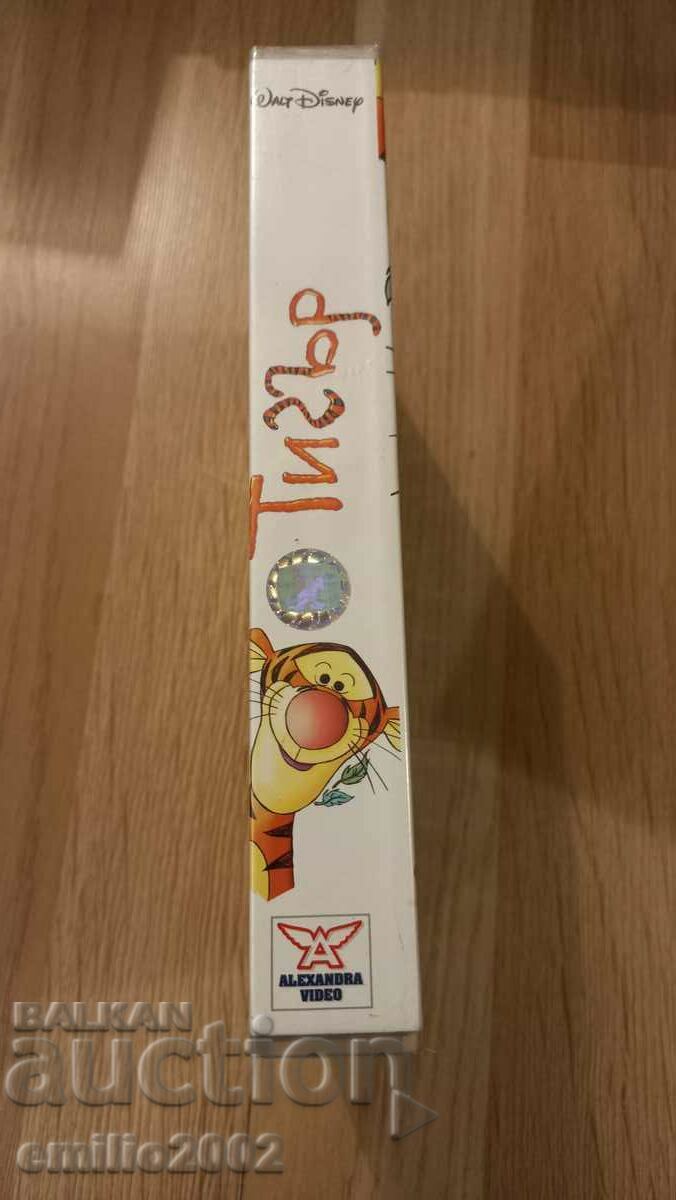 WALT DISNEY
Тигър
ALEXANDRA
VIDEO
BALKAN
auction
emilio2002